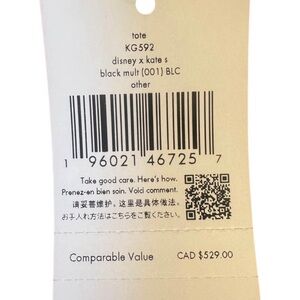 tote
KG592
disney x kate s
black mult (001) BLC
other
1 96021 46725 7
Take good care. Here's how.
Prenez-en bien soin. Void comment.
请妥善维护。这里是具体做法。
お手入れ方法はこちらをご覧ください。
Comparable Value CAD $529.00